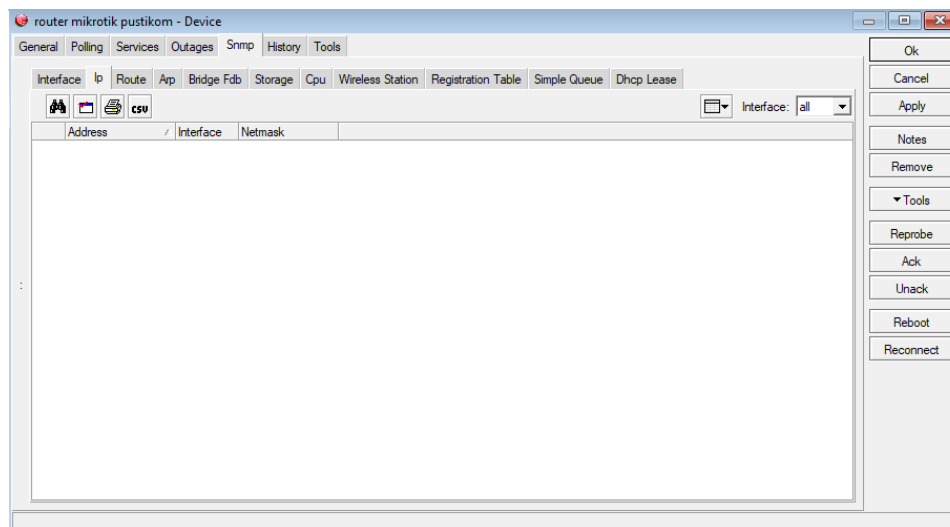 router mikrotik pustikom - Device
General Polling Services Outages Snmp History Tools
Interface Ip Route Arp Bridge Fdb Storage Cpu Wireless Station Registration Table Simple Queue Dhcp Lease
csv Interface: all
Address Interface Netmask
Ok
Cancel
Apply
Notes
Remove
Tools
Reprobe
Ack
Unack
Reboot
Reconnect